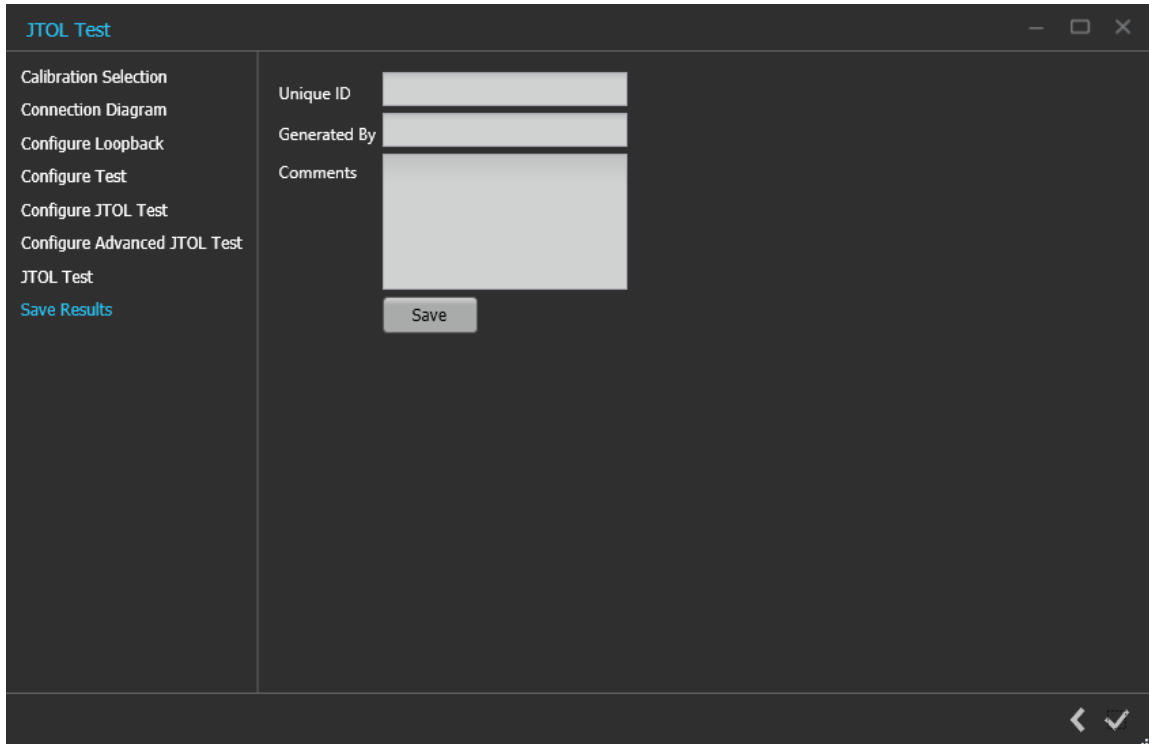 JTOL Test
Calibration Selection
Connection Diagram
Configure Loopback
Configure Test
Configure JTOL Test
Configure Advanced JTOL Test
JTOL Test
Save Results
Unique ID
Generated By
Comments
Save